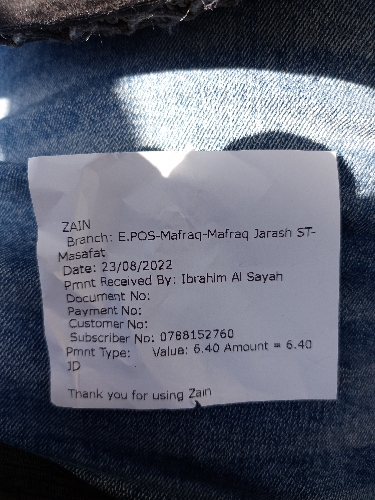 ZAIN
Branch: E.POS-Mafraq-Mafraq Jarash ST-
Masafat
Date: 23/08/2022
Pmnt Received By: Ibrahim Al Sayah
Document No:
Payment No:
Customer No:
Subscriber No: 0788152760
Pmnt Type: Value: 6.40 Amount = 6.40
JD
Thank you for using Zain